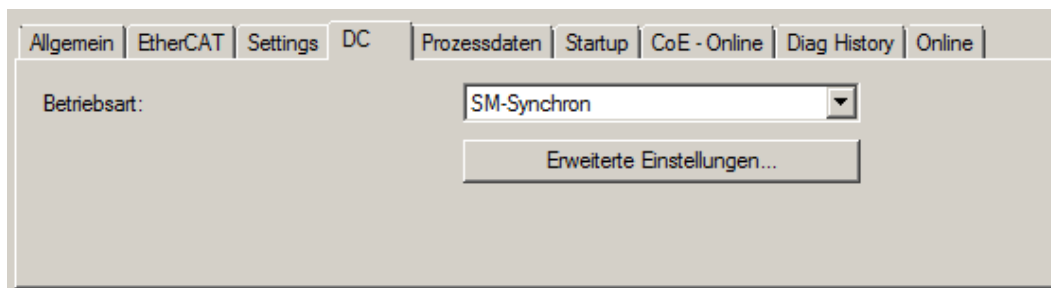 Allgemein EtherCAT Settings DC Prozessdaten Startup CoE - Online Diag History Online
Betriebsart: SM-Synchron
Erweiterte Einstellungen...